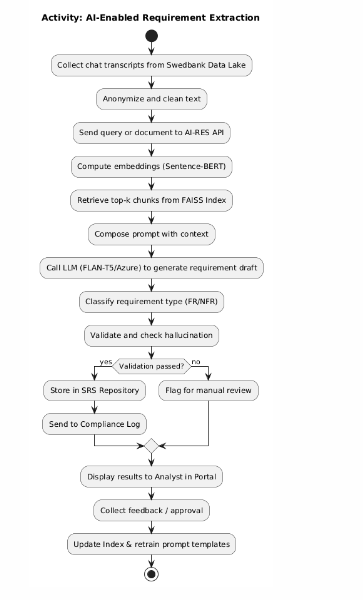 Activity: AI-Enabled Requirement Extraction
Collect chat transcripts from Swedbank Data Lake
Anonymize and clean text
Send query or document to AI-RES API
Compute embeddings (Sentence-BERT)
Retrieve top-k chunks from FAISS Index
Compose prompt with context
Call LLM (FLAN-T5/Azure) to generate requirement draft
Classify requirement type (FR/NFR)
Validate and check hallucination
yes Validation passed? no
Store in SRS Repository Flag for manual review
Send to Compliance Log
Display results to Analyst in Portal
Collect feedback / approval
Update Index & retrain prompt templates